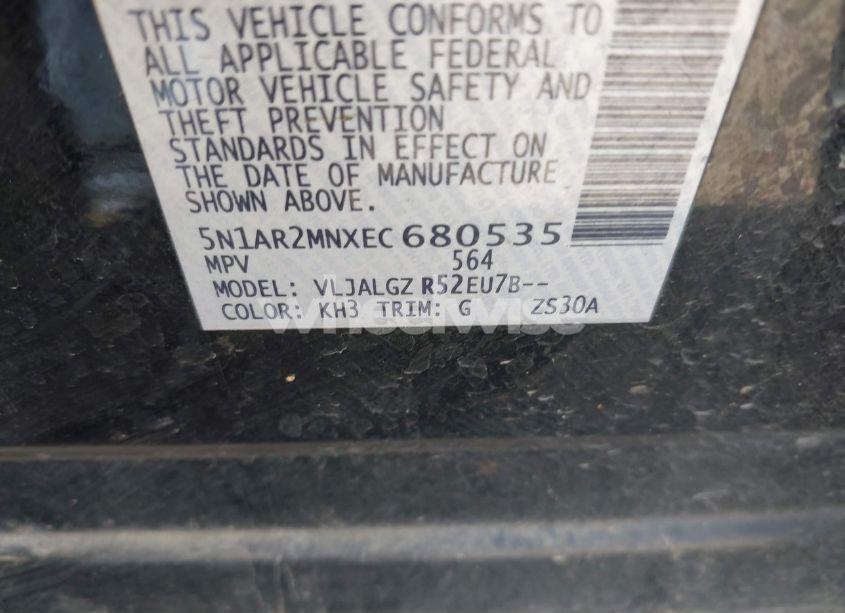 THIS VEHICLE CONFORMS TO
ALL APPLICABLE FEDERAL
MOTOR VEHICLE SAFETY AND
THEFT PREVENTION
STANDARDS IN EFFECT ON
THE DATE OF MANUFACTURE
SHOWN ABOVE.
5N1AR2MNXEC680535
MPV 564
MODEL: VLJALGZ R52EU7B--
COLOR: KH3 TRIM: G ZS30A
wheelwise